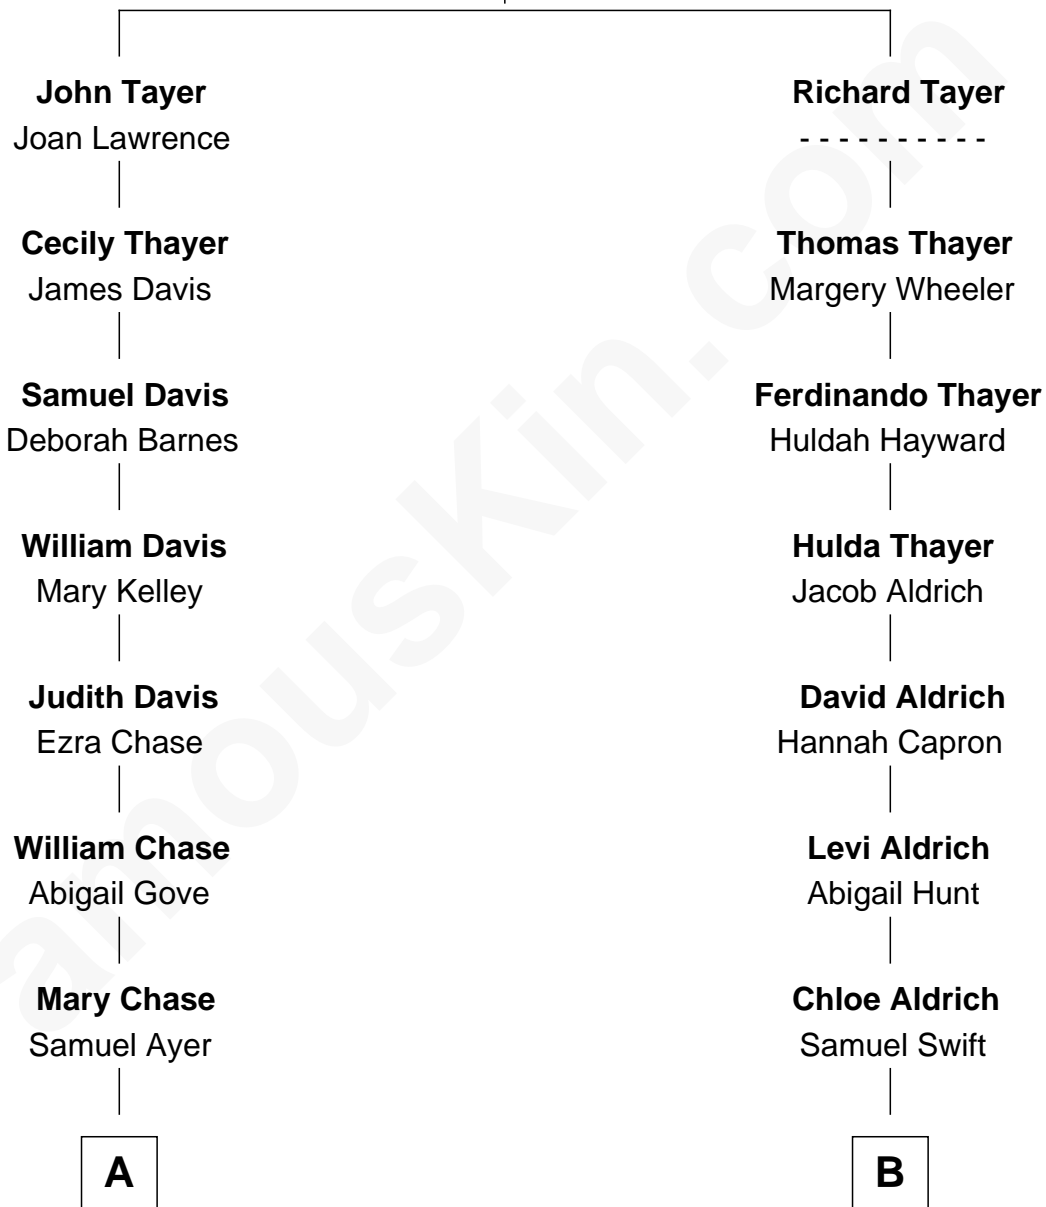 John Tayer
Joan Lawrence
Cecily Thayer
James Davis
Samuel Davis
Deborah Barnes
William Davis
Mary Kelley
Judith Davis
Ezra Chase
William Chase
Abigail Gove
Mary Chase
Samuel Ayer
A
Richard Tayer
- - - - - - - - - -
Thomas Thayer
Margery Wheeler
Ferdinando Thayer
Huldah Hayward
Hulda Thayer
Jacob Aldrich
David Aldrich
Hannah Capron
Levi Aldrich
Abigail Hunt
Chloe Aldrich
Samuel Swift
B
amouskin.com